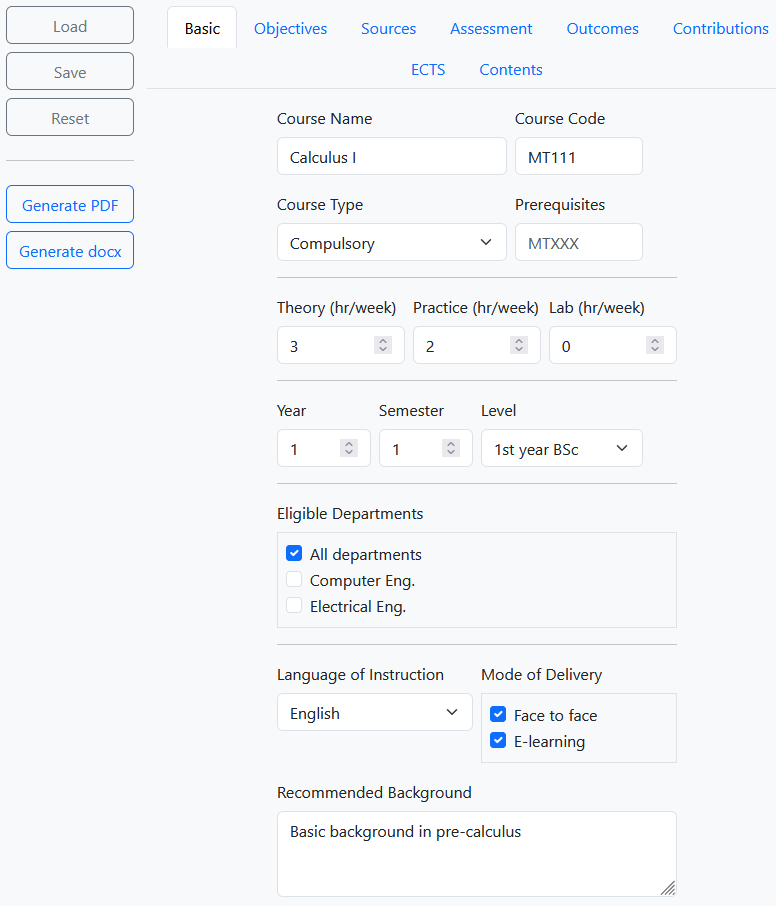 Load
Save
Reset
Generate PDF
Generate docx
Basic Objectives Sources Assessment Outcomes Contributions
ECTS Contents
Course Name Course Code
Calculus I MT111
Course Type Prerequisites
Compulsory MTXXX
Theory (hr/week) Practice (hr/week) Lab (hr/week)
3 2 0
Year Semester Level
1 1 1st year BSc
Eligible Departments
All departments
Computer Eng.
Electrical Eng.
Language of Instruction Mode of Delivery
English
Face to face
E-learning
Recommended Background
Basic background in pre-calculus